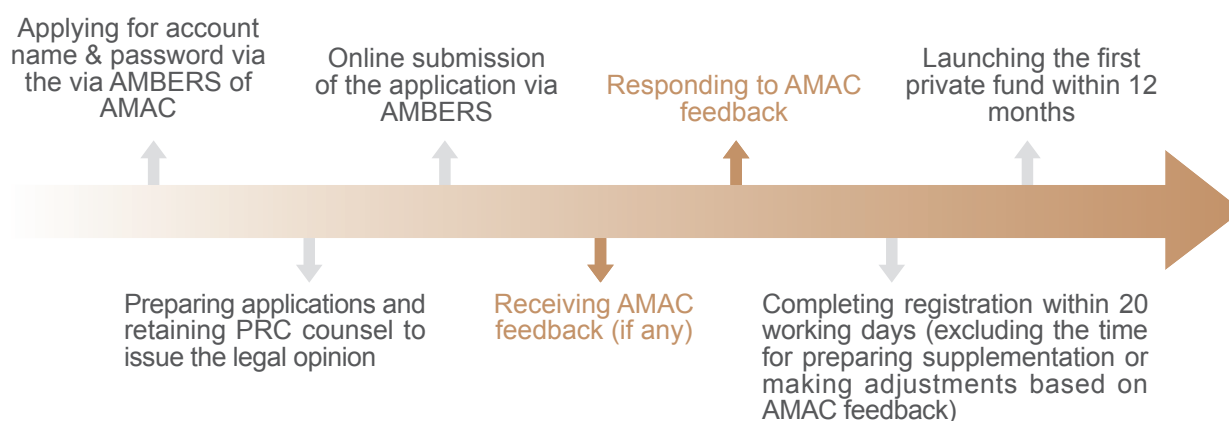 Applying for account
name & password via
the via AMBERS of
AMAC
Online submission
of the application via
AMBERS
Responding to AMAC
feedback
Launching the first
private fund within 12
months
Preparing applications and
retaining PRC counsel to
issue the legal opinion
Receiving AMAC
feedback (if any)
Completing registration within 20
working days (excluding the time
for preparing supplementation or
making adjustments based on
AMAC feedback)